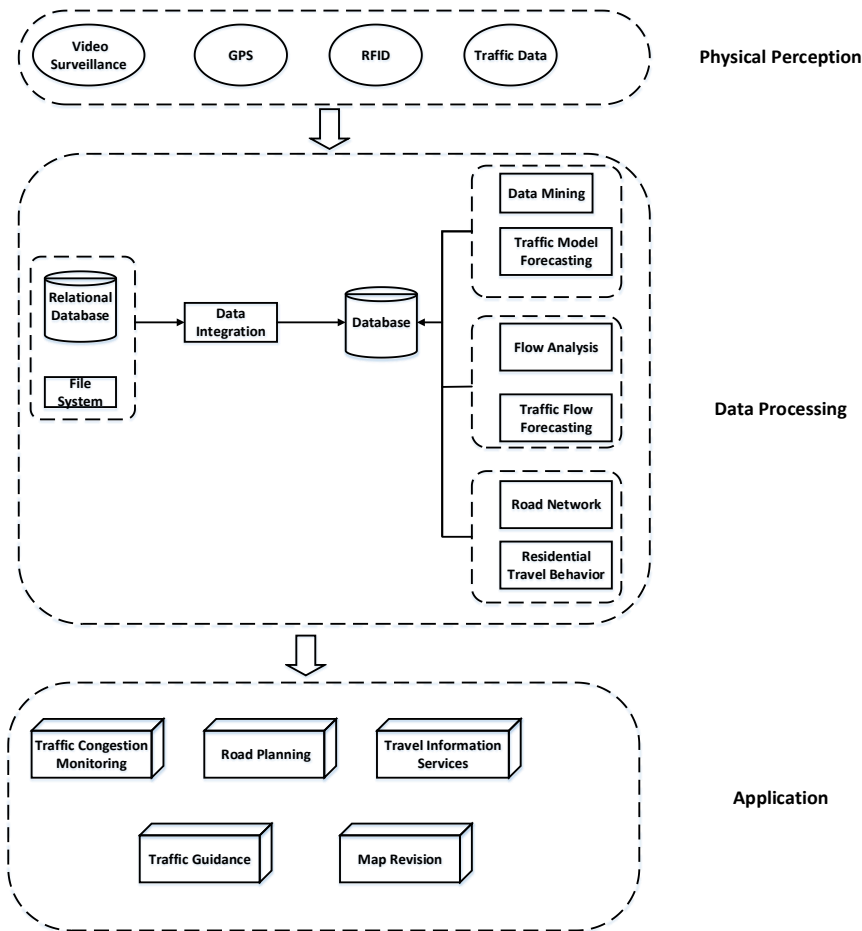 Video
Surveillance
GPS
RFID
Traffic Data
Physical Perception
Data Mining
Traffic Model
Forecasting
Relational
Database
File
System
Data
Integration
Database
Flow Analysis
Traffic Flow
Forecasting
Road Network
Residential
Travel Behavior
Data Processing
Traffic Congestion
Monitoring
Road Planning
Travel Information
Services
Traffic Guidance
Map Revision
Application